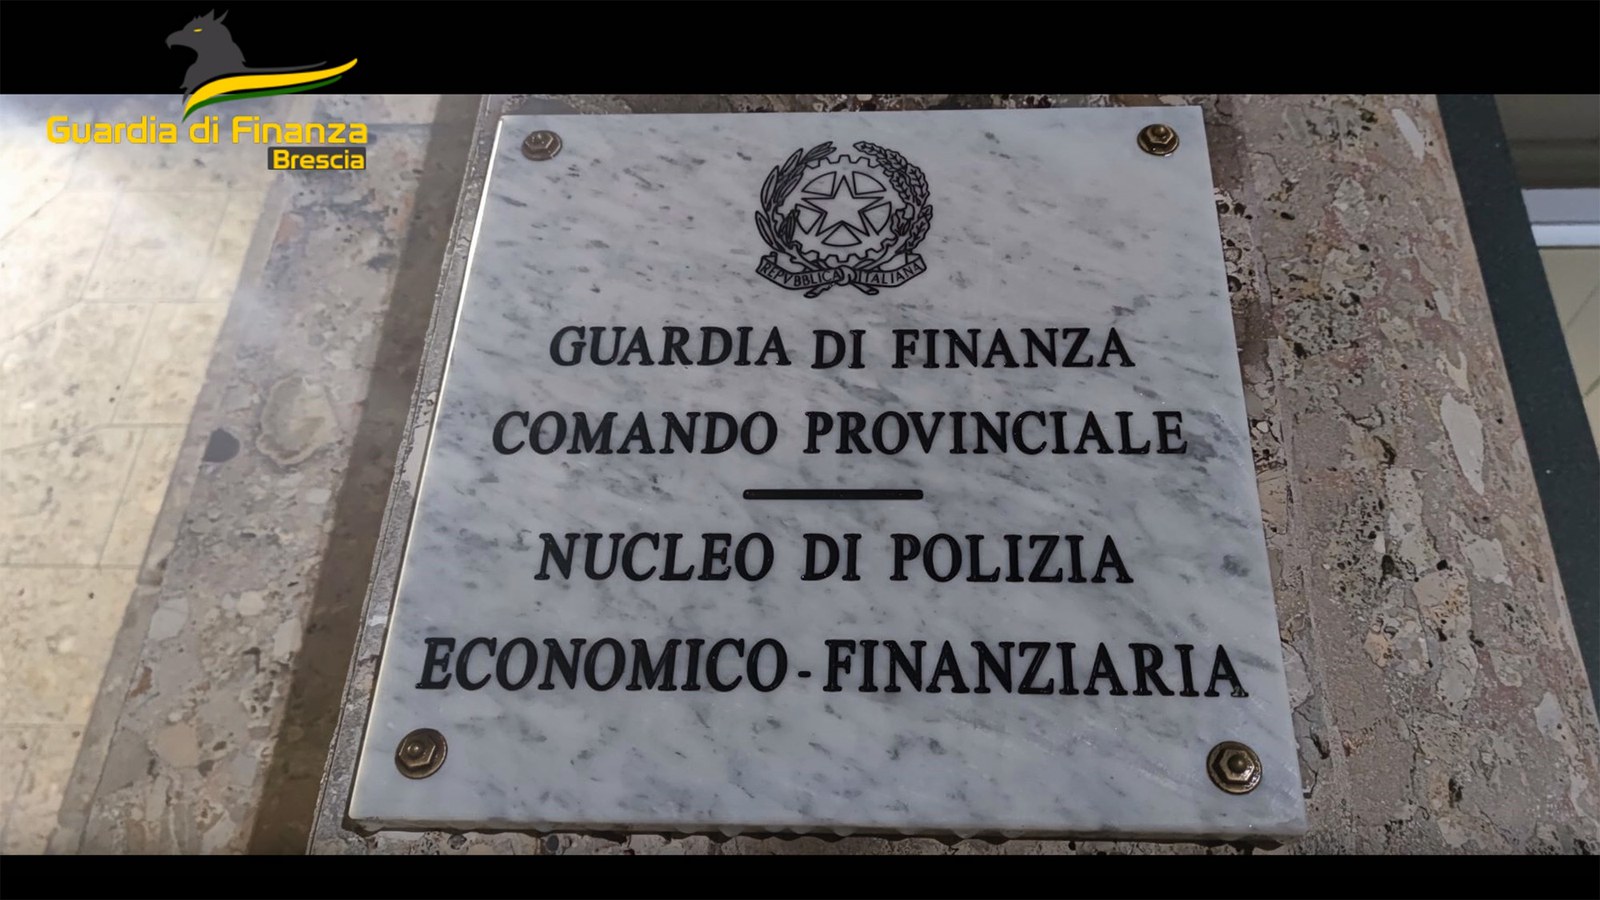 Guardia di Finanza
Brescia
REPVBBLICA ITALIANA
GUARDIA DI FINANZA
COMANDO PROVINCIALE
NUCLEO DI POLIZIA
ECONOMICO-FINANZIARIA